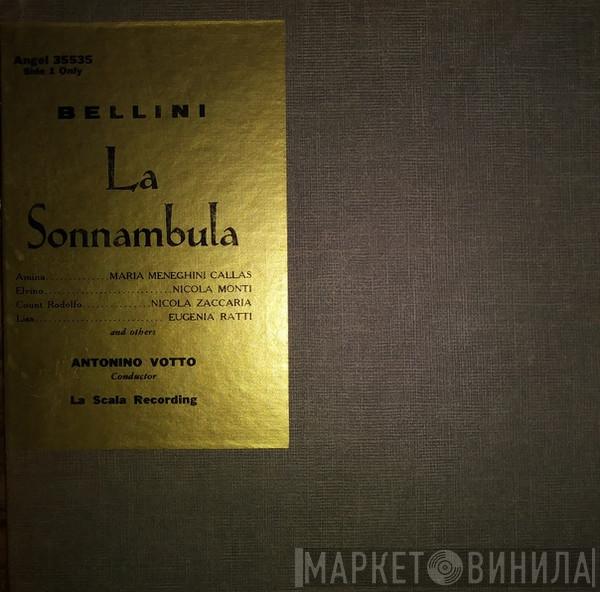 Angel 35535
Side 1 Only
BELLINI
La
Sonnambula
Amina............MARIA MENEGHINI CALLAS
Elvino........................NICOLA MONTI
Count Rodolfo.............NICOLA ZACCARIA
Lisa........................EUGENIA RATTI
and others
ANTONINO VOTTO
Conductor
La Scala Recording
МАРКЕТ ВИНИЛА